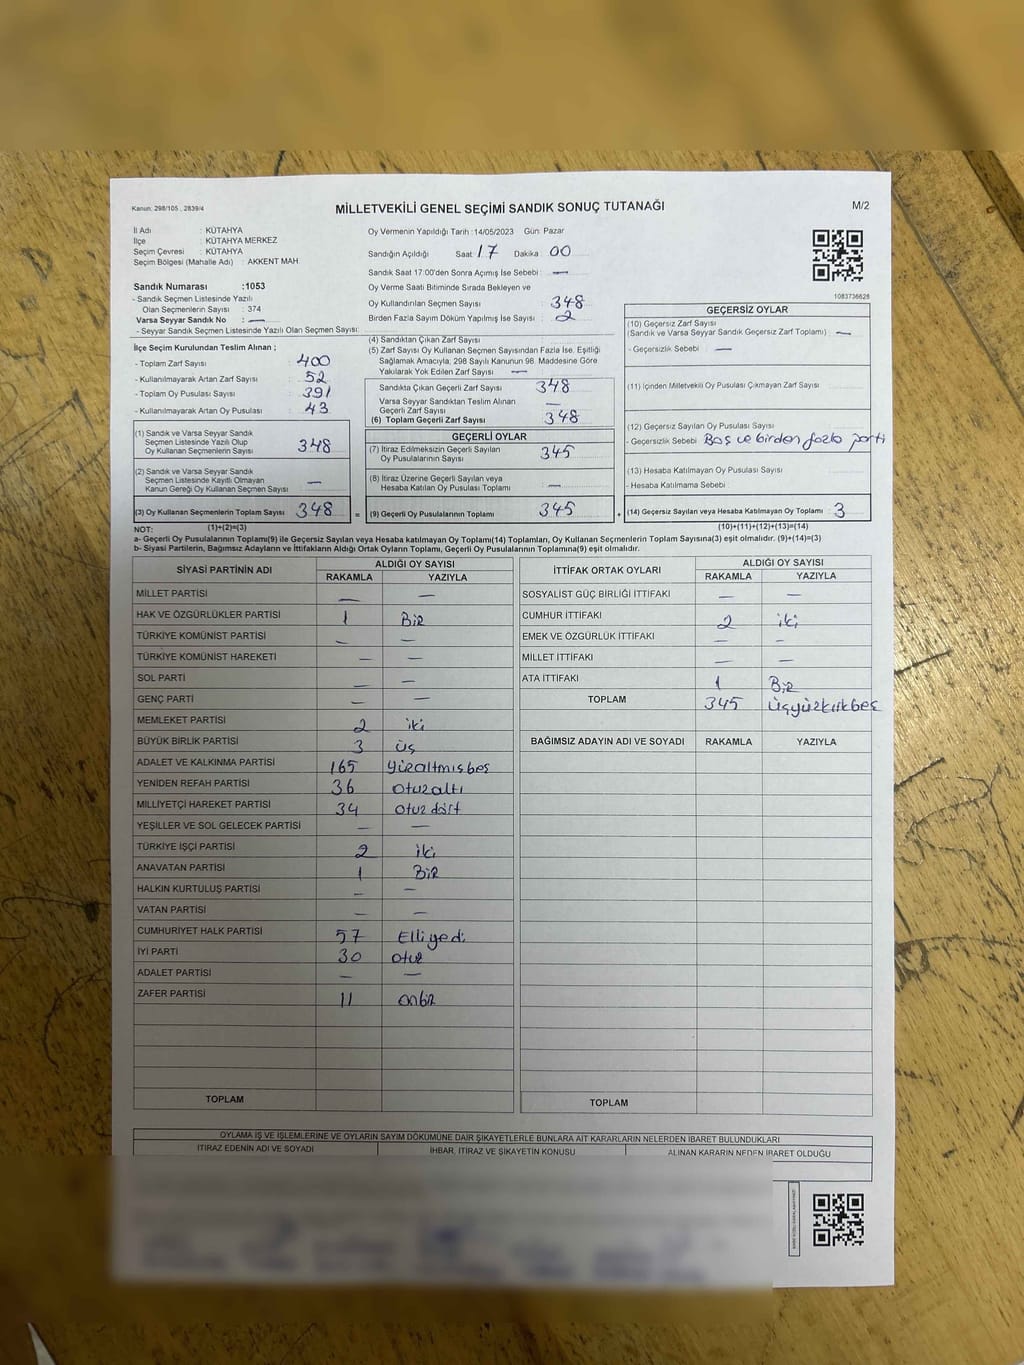 Kanun: 298/105 , 2839/4
MİLLETVEKİLİ GENEL SEÇİMİ SANDIK SONUÇ TUTANAĞI
M/2
İl Adı : KÜTAHYA
İlçe : KÜTAHYA MERKEZ
Seçim Çevresi : KÜTAHYA
Seçim Bölgesi (Mahalle Adı) : AKKENT MAH.
Sandık Numarası :1053
- Sandık Seçmen Listesinde Yazılı
Olan Seçmenlerin Sayısı : 374
Varsa Seyyar Sandık No : —
- Seyyar Sandık Seçmen Listesinde Yazılı Olan Seçmen Sayısı:
Oy Vermenin Yapıldığı Tarih :14/05/2023 Gün: Pazar
Sandığın Açıldığı Saat 17 Dakika 00
Sandık Saat 17:00'den Sonra Açımış İse Sebebi : —
Oy Verme Saati Bitiminde Sırada Bekleyen ve
Oy Kullandırılan Seçmen Sayısı : 348
Birden Fazla Sayım Döküm Yapılmış İse Sayısı : 2
1083736626
İlçe Seçim Kurulundan Teslim Alınan ;
- Toplam Zarf Sayısı : 400
- Kullanılmayarak Artan Zarf Sayısı : 52
- Toplam Oy Pusulası Sayısı : 391
- Kullanılmayarak Artan Oy Pusulası : 43
(1) Sandık ve Varsa Seyyar Sandık
Seçmen Listesinde Yazılı Olup
Oy Kullanan Seçmenlerin Sayısı : 348
(2) Sandık ve Varsa Seyyar Sandık
Seçmen Listesinde Kayıtlı Olmayan
Kanun Gereği Oy Kullanan Seçmen Sayısı : —
(3) Oy Kullanan Seçmenlerin Toplam Sayısı : 348 =
(4) Sandıktan Çıkan Zarf Sayısı :
(5) Zarf Sayısı Oy Kullanan Seçmen Sayısından Fazla İse, Eşitliği
Sağlamak Amacıyla, 298 Sayılı Kanunun 98. Maddesine Göre
Yakılarak Yok Edilen Zarf Sayısı : —
Sandıkta Çıkan Geçerli Zarf Sayısı : 348
Varsa Seyyar Sandıktan Teslim Alınan
Geçerli Zarf Sayısı : —
(6) Toplam Geçerli Zarf Sayısı : 348
GEÇERLİ OYLAR
(7) İtiraz Edilmeksizin Geçerli Sayılan
Oy Pusulalarının Sayısı : 345
(8) İtiraz Üzerine Geçerli Sayılan veya
Hesaba Katılan Oy Pusulası Toplamı : —
(9) Geçerli Oy Pusulalarının Toplamı : 345 +
GEÇERSİZ OYLAR
(10) Geçersiz Zarf Sayısı
(Sandık ve Varsa Seyyar Sandık Geçersiz Zarf Toplamı) : —
- Geçersizlik Sebebi : —
(11) İçinden Milletvekili Oy Pusulası Çıkmayan Zarf Sayısı :
(12) Geçersiz Sayılan Oy Pusulası Sayısı :
- Geçersizlik Sebebi : Boş ve birden fazla parti
(13) Hesaba Katılmayan Oy Pusulası Sayısı :
- Hesaba Katılmama Sebebi :
(14) Geçersiz Sayılan veya Hesaba Katılmayan Oy Toplamı : 3
NOT: (1)+(2)=(3) (10)+(11)+(12)+(13)=(14)
a- Geçerli Oy Pusulalarının Toplamı(9) ile Geçersiz Sayılan veya Hesaba katılmayan Oy Toplamı(14) Toplamları, Oy Kullanan Seçmenlerin Toplam Sayısına(3) eşit olmalıdır. (9)+(14)=(3)
b- Siyasi Partilerin, Bağımsız Adayların ve İttifakların Aldığı Ortak Oyların Toplamı, Geçerli Oy Pusulalarının Toplamına(9) eşit olmalıdır.
SİYASİ PARTİNİN ADI ALDIĞI OY SAYISI
RAKAMLA YAZIYLA
MİLLET PARTİSİ — —
HAK VE ÖZGÜRLÜKLER PARTİSİ 1 Bir
TÜRKİYE KOMÜNİST PARTİSİ — —
TÜRKİYE KOMÜNİST HAREKETİ — —
SOL PARTİ — —
GENÇ PARTİ — —
MEMLEKET PARTİSİ 2 iki
BÜYÜK BİRLİK PARTİSİ 3 üç
ADALET VE KALKINMA PARTİSİ 165 yüzaltmışbeş
YENİDEN REFAH PARTİSİ 36 otuzaltı
MİLLİYETÇİ HAREKET PARTİSİ 34 otuz dört
YEŞİLLER VE SOL GELECEK PARTİSİ — —
TÜRKİYE İŞÇİ PARTİSİ 2 iki
ANAVATAN PARTİSİ 1 Bir
HALKIN KURTULUŞ PARTİSİ — —
VATAN PARTİSİ — —
CUMHURİYET HALK PARTİSİ 57 Elliyedi
İYİ PARTİ 30 otuz
ADALET PARTİSİ — —
ZAFER PARTİSİ 11 onbir
TOPLAM
İTTİFAK ORTAK OYLARI ALDIĞI OY SAYISI
RAKAMLA YAZIYLA
SOSYALİST GÜÇ BİRLİĞİ İTTİFAKI — —
CUMHUR İTTİFAKI 2 iki
EMEK VE ÖZGÜRLÜK İTTİFAKI — —
MİLLET İTTİFAKI — —
ATA İTTİFAKI 1 Bir
TOPLAM 345 üçyüzkırkbeş
BAĞIMSIZ ADAYIN ADI VE SOYADI RAKAMLA YAZIYLA
TOPLAM
OYLAMA İŞ VE İŞLEMLERİNE VE OYLARIN SAYIM DÖKÜMÜNE DAİR ŞİKAYETLERLE BUNLARA AİT KARARLARIN NELERDEN İBARET BULUNDUKLARI
İTİRAZ EDENİN ADI VE SOYADI İHBAR, İTİRAZ VE ŞİKAYETİN KONUSU ALINAN KARARIN NEDEN İBARET OLDUĞU